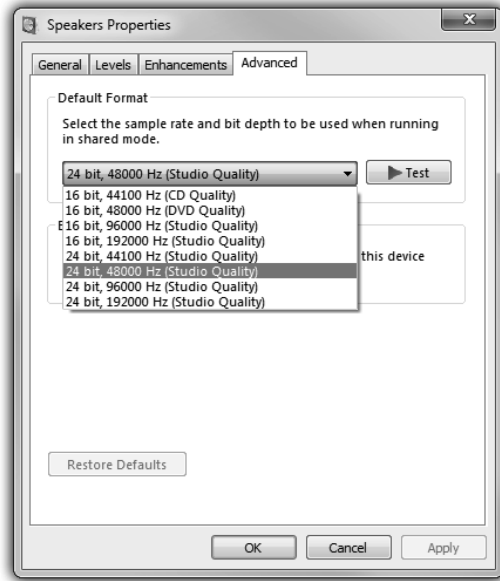 Speakers Properties
General Levels Enhancements Advanced
Default Format
Select the sample rate and bit depth to be used when running
in shared mode.
24 bit, 48000 Hz (Studio Quality)
Test
16 bit, 44100 Hz (CD Quality)
16 bit, 48000 Hz (DVD Quality)
16 bit, 96000 Hz (Studio Quality)
16 bit, 192000 Hz (Studio Quality)
24 bit, 44100 Hz (Studio Quality)
this device
24 bit, 48000 Hz (Studio Quality)
24 bit, 96000 Hz (Studio Quality)
24 bit, 192000 Hz (Studio Quality)
Restore Defaults
OK Cancel Apply